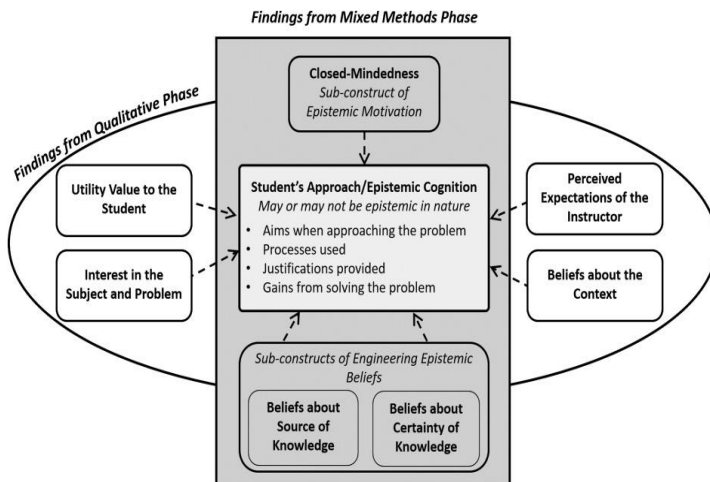 Findings from Mixed Methods Phase
Findings from Qualitative Phase
Closed-Mindedness
Sub-construct of
Epistemic Motivation
Utility Value to the
Student
Interest in the
Subject and Problem
Student's Approach/Epistemic Cognition
May or may not be epistemic in nature
• Aims when approaching the problem
• Processes used
• Justifications provided
• Gains from solving the problem
Perceived
Expectations of the
Instructor
Beliefs about the
Context
Sub-constructs of Engineering Epistemic
Beliefs
Beliefs about
Source of
Knowledge
Beliefs about
Certainty of
Knowledge